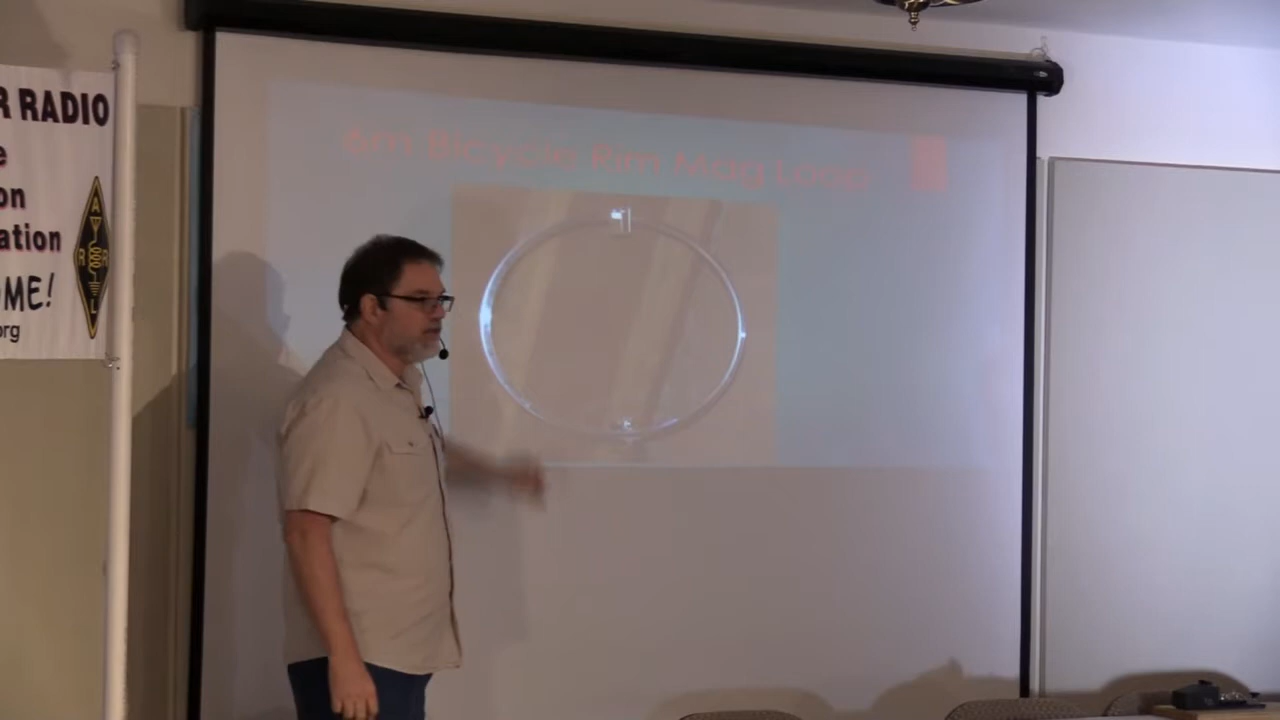 R RADIO
e
on
ation
OME!
org
A
R R
L
6m Bicycle Rim Mag Loop